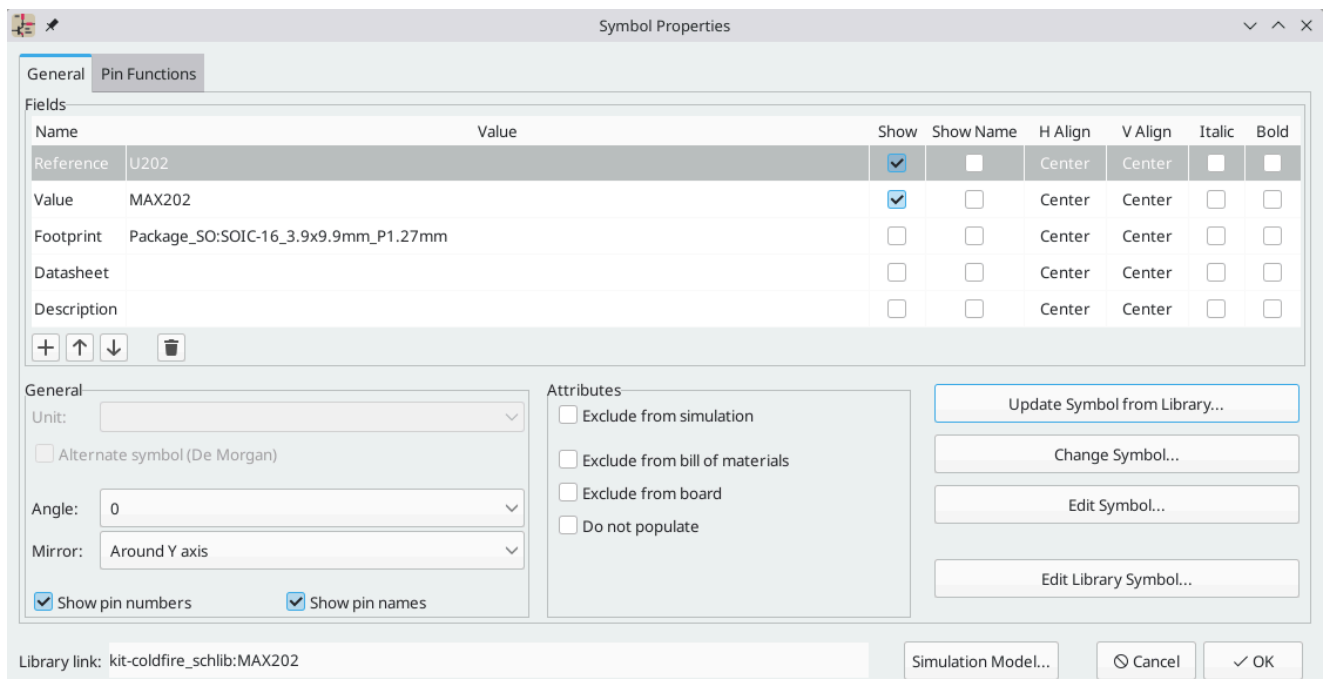 Symbol Properties
General Pin Functions
Fields
Name Value Show Show Name H Align V Align Italic Bold
Reference U202 Center Center
Value MAX202 Center Center
Footprint Package_SO:SOIC-16_3.9x9.9mm_P1.27mm Center Center
Datasheet Center Center
Description Center Center
General Attributes
Unit: Exclude from simulation Update Symbol from Library...
Alternate symbol (De Morgan) Exclude from bill of materials Change Symbol...
Angle: 0 Exclude from board Edit Symbol...
Do not populate
Mirror: Around Y axis
Edit Library Symbol...
Show pin numbers Show pin names
Library link: kit-coldfire_schlib:MAX202 Simulation Model... Cancel OK